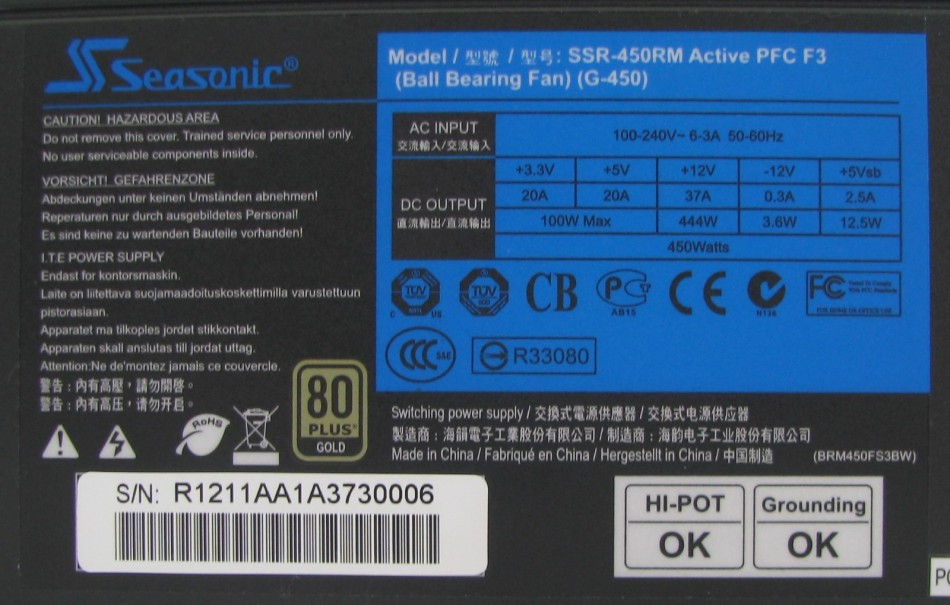 Seasonic®
Model / 型號 / 型号: SSR-450RM Active PFC F3
(Ball Bearing Fan) (G-450)
CAUTION! HAZARDOUS AREA
Do not remove this cover. Trained service personnel only.
No user serviceable components inside.
VORSICHT! GEFAHRENZONE
Abdeckungen unter keinen Umständen abnehmen!
Reperaturen nur durch ausgebildetes Personal!
Es sind keine zu wartenden Bauteile vorhanden!
I.T.E POWER SUPPLY
Endast for kontorsmaskin.
Laite on liitettava suojamaadoituskoskettimilla varustettuun
pistorasiaan.
Apparatet ma tilkoples jordet stikkontakt.
Apparaten skall anslutas till jordat uttag.
Attention:Ne de'montez jamais ce couvercle.
警告：內有高壓，請勿開啓。
警告：内有高压，请勿开启。
AC INPUT
交流輸入/交流输入
100-240V~ 6-3A 50-60Hz
DC OUTPUT
直流輸出/直流输出
+3.3V +5V +12V -12V +5Vsb
20A 20A 37A 0.3A 2.5A
100W Max 444W 3.6W 12.5W
450Watts
TÜV
C US
TÜV
CB
PC
AB15
CE
N136
FC
CCC S&E
R33080
RoHS
80
PLUS®
GOLD
Switching power supply / 交換式電源供應器 / 交换式电源供应器
製造商：海韻電子工業股份有限公司 / 制造商：海韵电子工业股份有限公司
Made in China / Fabriqué en China / Hergestellt in China / 中国制造 (BRM450FS3BW)
S/N: R1211AA1A3730006
HI-POT
OK
Grounding
OK